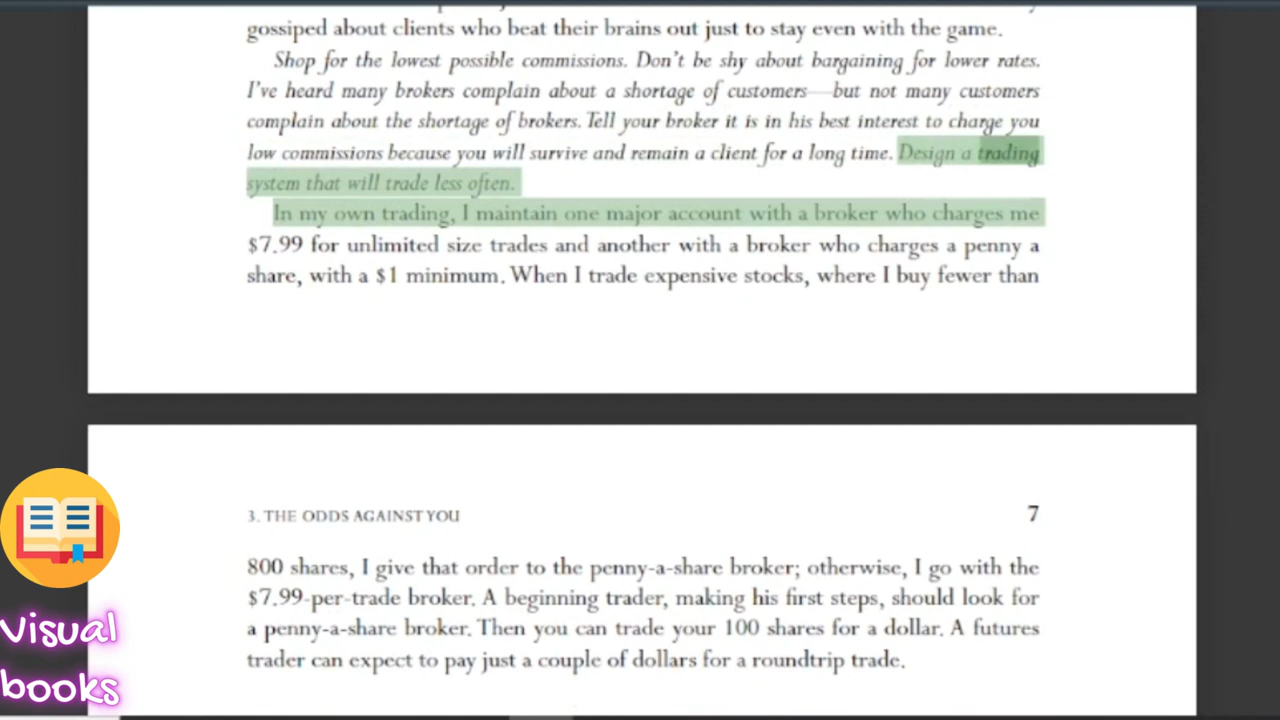 gossiped about clients who beat their brains out just to stay even with the game.
Shop for the lowest possible commissions. Don't be shy about bargaining for lower rates.
I've heard many brokers complain about a shortage of customers—but not many customers
complain about the shortage of brokers. Tell your broker it is in his best interest to charge you
low commissions because you will survive and remain a client for a long time. Design a trading
system that will trade less often.
In my own trading, I maintain one major account with a broker who charges me
$7.99 for unlimited size trades and another with a broker who charges a penny a
share, with a $1 minimum. When I trade expensive stocks, where I buy fewer than
3. THE ODDS AGAINST YOU 7
800 shares, I give that order to the penny-a-share broker; otherwise, I go with the
$7.99-per-trade broker. A beginning trader, making his first steps, should look for
a penny-a-share broker. Then you can trade your 100 shares for a dollar. A futures
trader can expect to pay just a couple of dollars for a roundtrip trade.
Visual
books